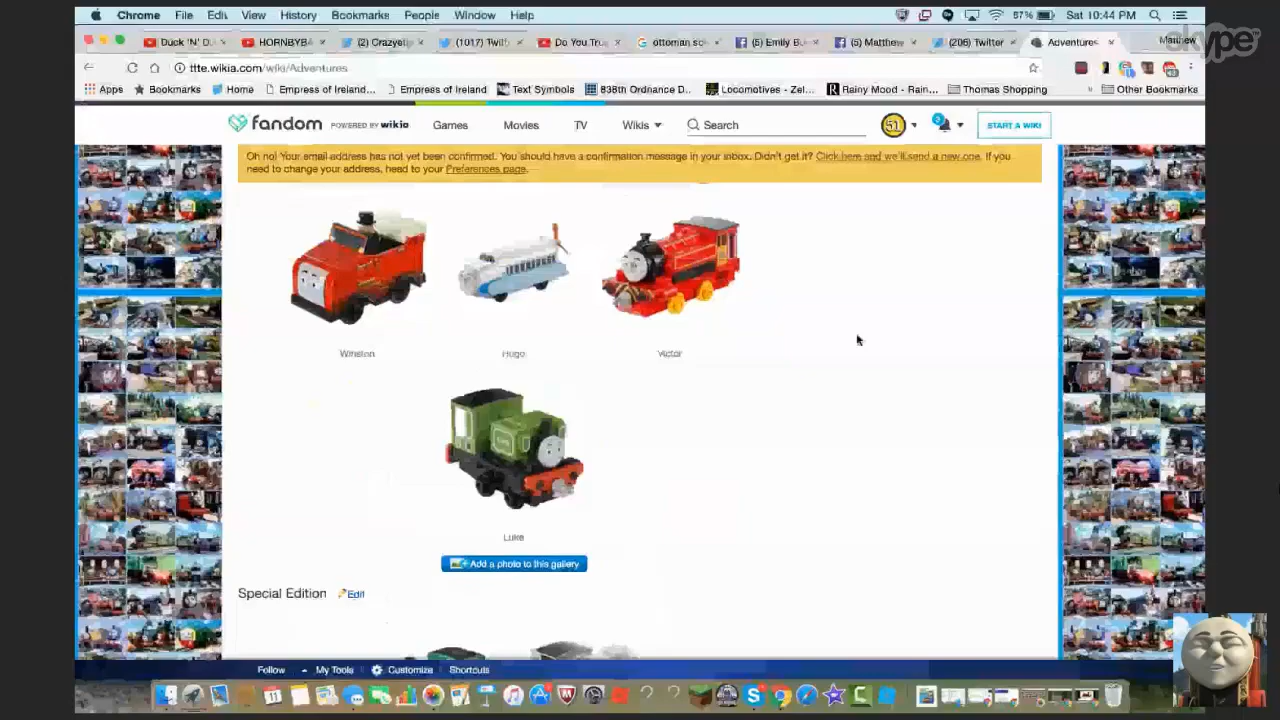 Chrome File Edit View History Bookmarks People Window Help 87% Sat 10:44 PM
Duck 'N' D HORNBYB (2) Crazyeti (1017) Twitt Do You Tru ottoman sc (5) Emily B (5) Matthew (206) Twitter Adventures Matthew
skype™
ttte.wikia.com/wiki/Adventures
Apps Bookmarks Home Empress of Ireland... Empress of Ireland Text Symbols 838th Ordnance D... Locomotives - Zel... Rainy Mood - Rain... Thomas Shopping » Other Bookmarks
fandom POWERED BY wikia Games Movies TV Wikis Search 51 START A WIKI
Oh no! Your email address has not yet been confirmed. You should have a confirmation message in your inbox. Didn't get it? Click here and we'll send a new one. If you
need to change your address, head to your Preferences page.
Winston Hugo Victor
Luke
Add a photo to this gallery
Special Edition Edit
Follow My Tools Customize Shortcuts